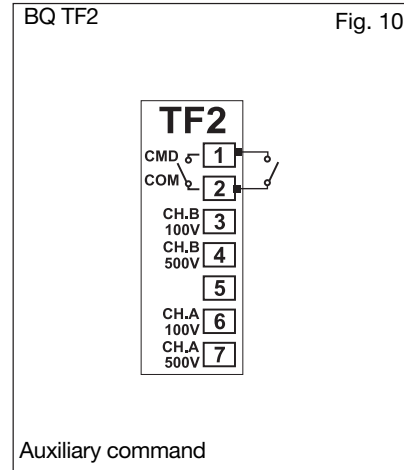 BQ TF2
Fig. 10
TF2
CMD 1
COM 2
CH.B
100V 3
CH.B
500V 4
5
CH.A
100V 6
CH.A
500V 7
Auxiliary command